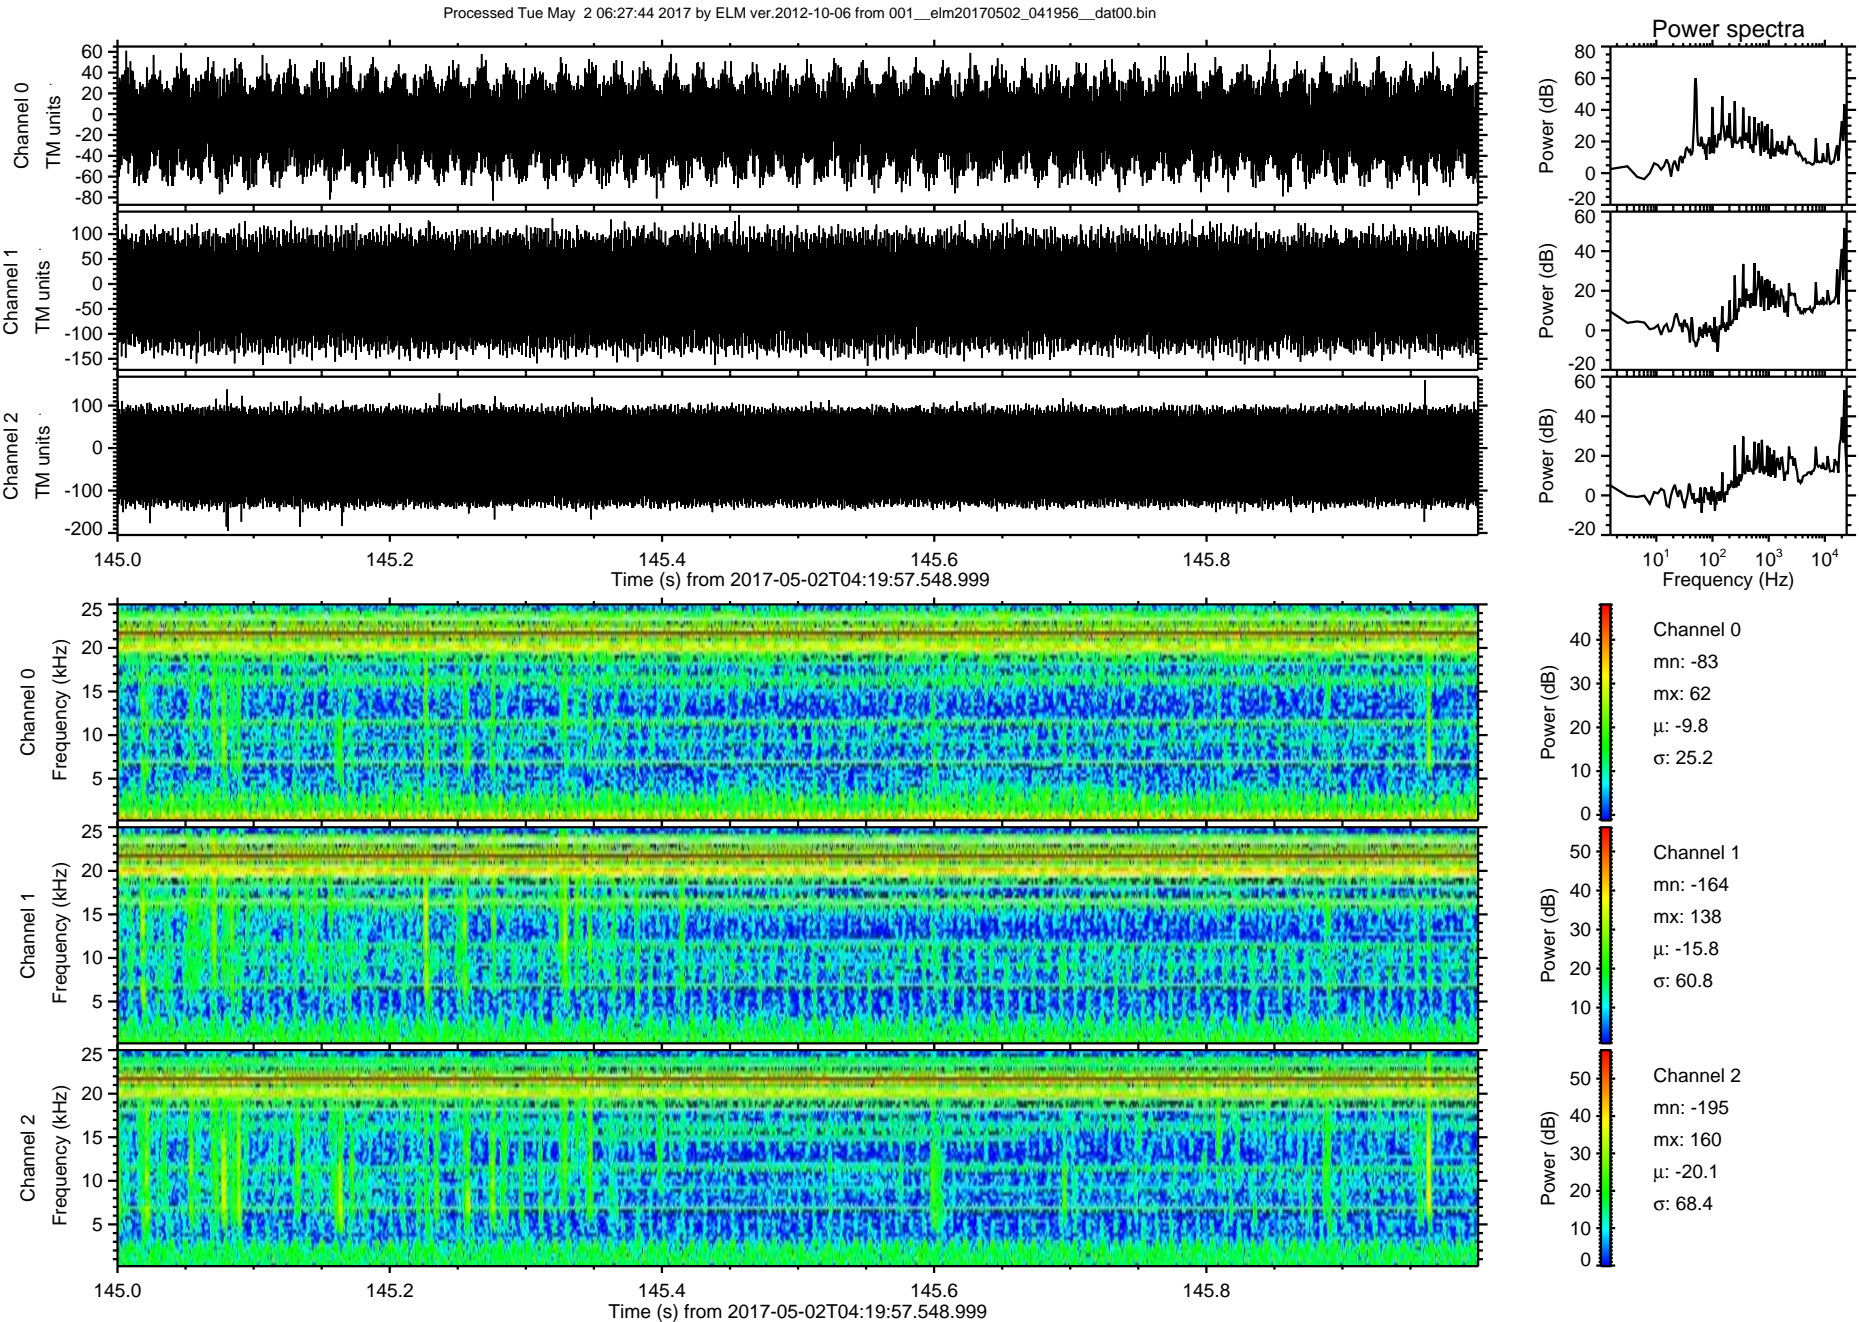 Processed Tue May  2 06:27:44 2017 by ELM ver.2012-10-06 from 001__elm20170502_041956__dat00.bin
Power spectra
Channel 0
TM units
60
40
20
0
-20
-40
-60
-80
Power (dB)
80
60
40
20
0
-20
Channel 1
TM units
100
50
0
-50
-100
-150
Power (dB)
60
40
20
0
-20
Channel 2
TM units
100
0
-100
-200
Power (dB)
60
40
20
0
-20
145.0 145.2 145.4 145.6 145.8
Time (s) from 2017-05-02T04:19:57.548.999
10^1 10^2 10^3 10^4
Frequency (Hz)
Channel 0
Frequency (kHz)
25
20
15
10
5
Power (dB)
40
30
20
10
0
Channel 0
mn: -83
mx: 62
μ: -9.8
σ: 25.2
Channel 1
Frequency (kHz)
25
20
15
10
5
Power (dB)
50
40
30
20
10
Channel 1
mn: -164
mx: 138
μ: -15.8
σ: 60.8
Channel 2
Frequency (kHz)
25
20
15
10
5
Power (dB)
50
40
30
20
10
0
Channel 2
mn: -195
mx: 160
μ: -20.1
σ: 68.4
145.0 145.2 145.4 145.6 145.8
Time (s) from 2017-05-02T04:19:57.548.999